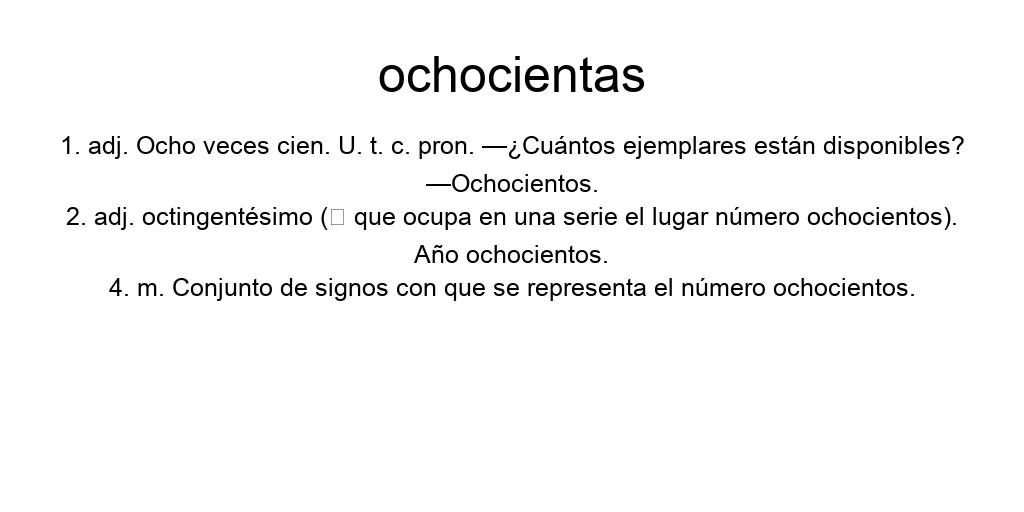 ochocientas
1. adj. Ocho veces cien. U. t. c. pron. —¿Cuántos ejemplares están disponibles?
—Ochocientos.
2. adj. octingentésimo (▯ que ocupa en una serie el lugar número ochocientos).
Año ochocientos.
4. m. Conjunto de signos con que se representa el número ochocientos.